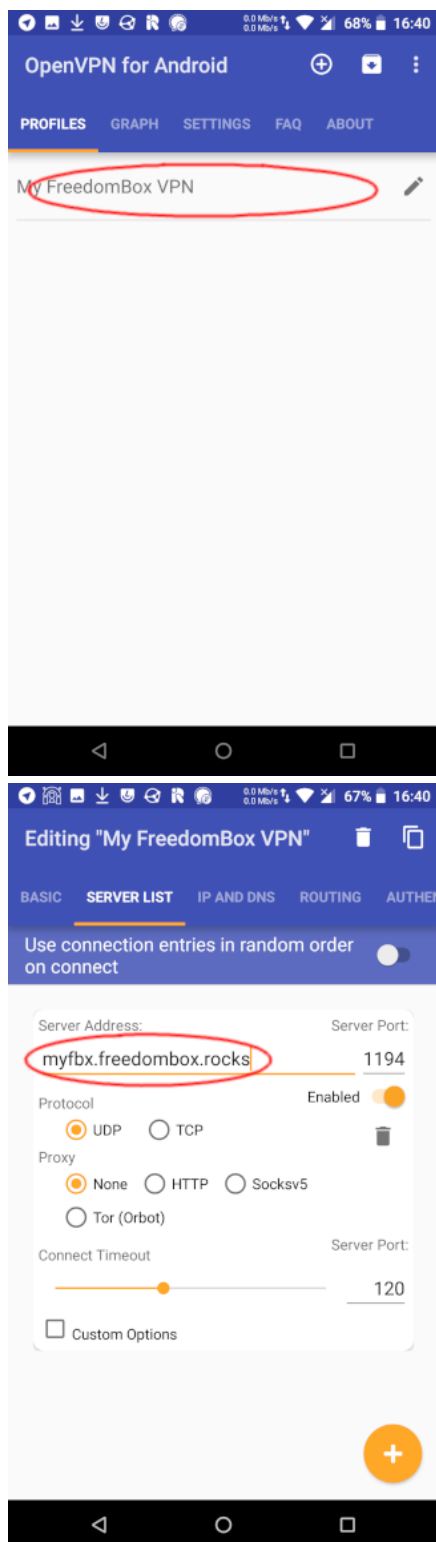 0.0 Mb/s
0.0 Mb/s
68% 16:40
OpenVPN for Android
PROFILES GRAPH SETTINGS FAQ ABOUT
My FreedomBox VPN
0.0 Mb/s
0.0 Mb/s
67% 16:40
Editing "My FreedomBox VPN"
BASIC SERVER LIST IP AND DNS ROUTING AUTHEN
Use connection entries in random order
on connect
Server Address: Server Port:
myfbx.freedombox.rocks 1194
Protocol Enabled
UDP TCP
Proxy
None HTTP Socksv5
Tor (Orbot)
Connect Timeout Server Port:
120
Custom Options